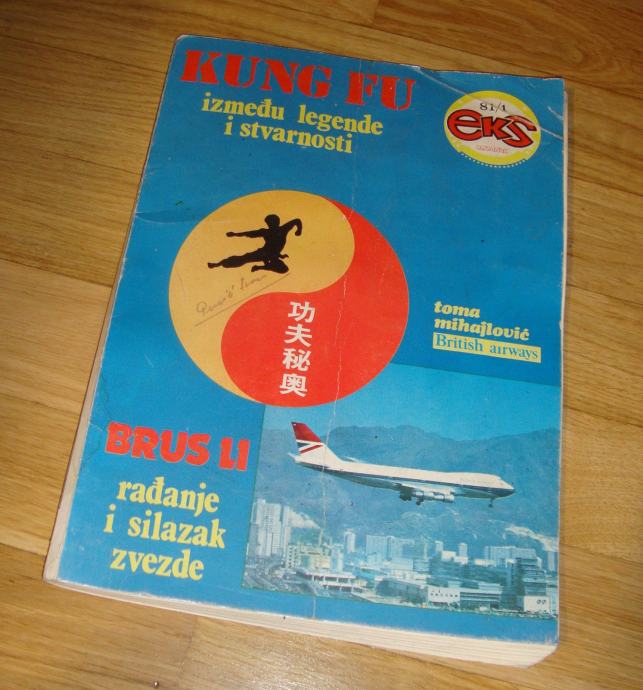 KUNG FU
između legende
i stvarnosti
81/1
eks
功夫秘奥
toma
mihajlović
British airways
BRUS LI
rađanje
i silazak
zvezde